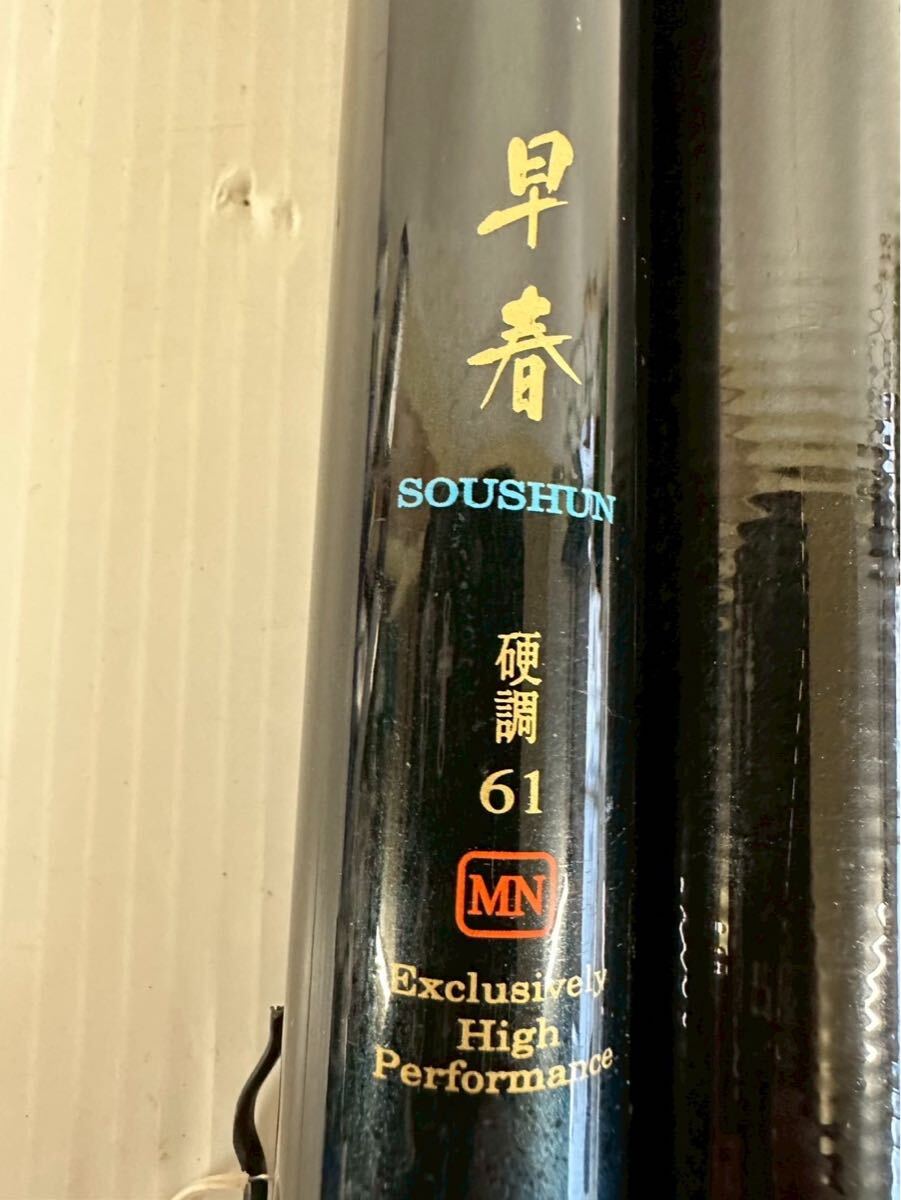 早春
SOUSHUN
硬調
61
MN
Exclusively
High
Performance